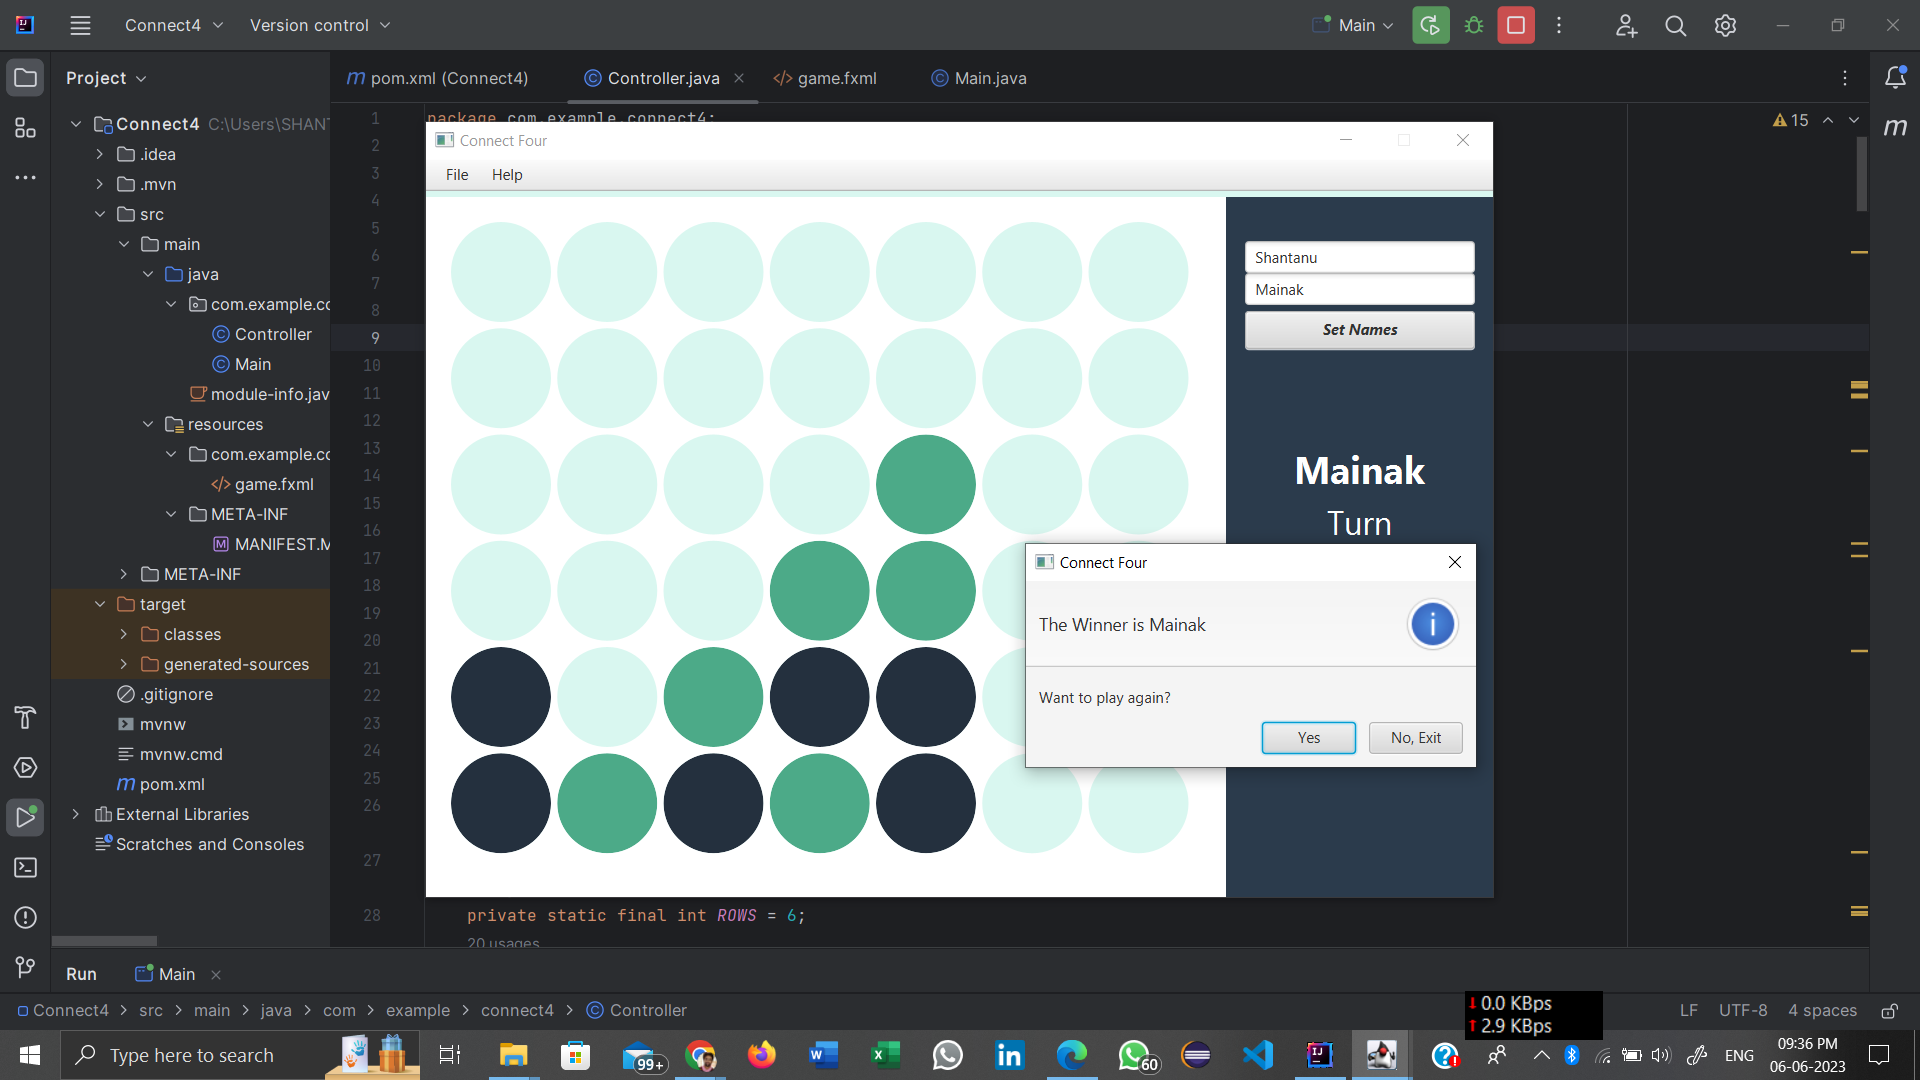 Connect4 Version control Main
Project
pom.xml (Connect4) Controller.java game.fxml Main.java
Connect4 C:\Users\SHANT
.idea
.mvn
src
main
java
com.example.co
Controller
Main
module-info.jav
resources
com.example.co
game.fxml
META-INF
MANIFEST.M
META-INF
target
classes
generated-sources
.gitignore
mvnw
mvnw.cmd
pom.xml
External Libraries
Scratches and Consoles
15
1
2
3
4
5
6
7
8
9
10
11
12
13
14
15
16
17
18
19
20
21
22
23
24
25
26
27
28
package com.example.connect4;
Connect Four
File Help
Shantanu
Mainak
Set Names
Mainak
Turn
Connect Four
The Winner is Mainak
Want to play again?
Yes No, Exit
private static final int ROWS = 6;
20 usages
Run Main
Connect4 > src > main > java > com > example > connect4 > Controller
LF UTF-8 4 spaces
0.0 KBps
2.9 KBps
Type here to search
99+
60
ENG
09:36 PM
06-06-2023